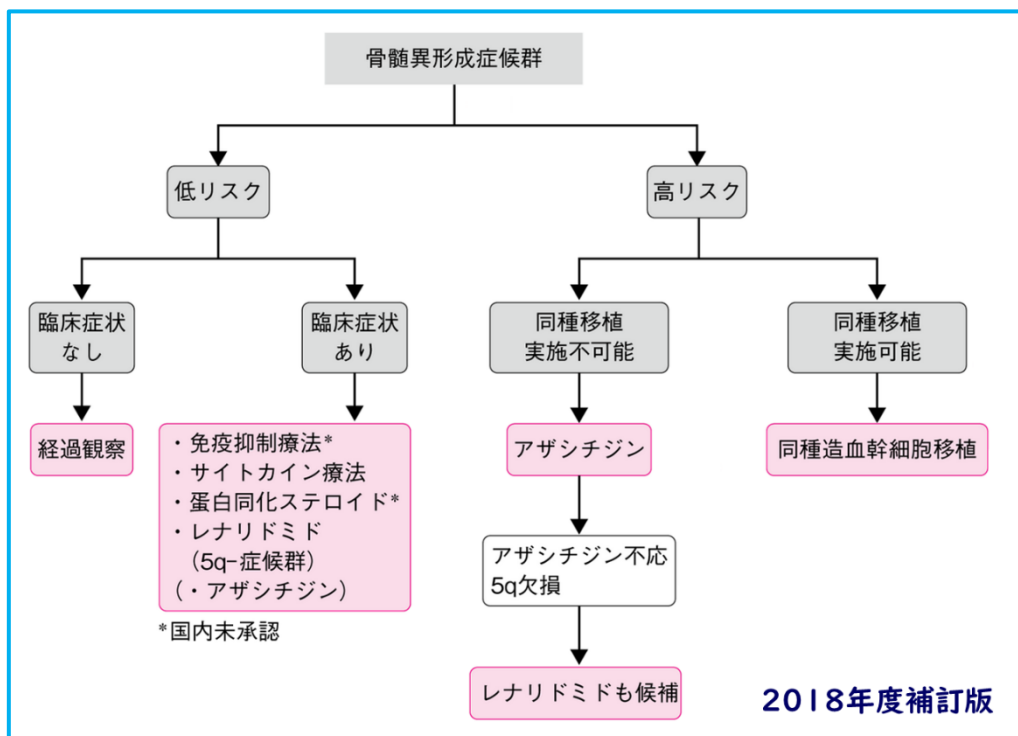 骨髄異形成症候群
低リスク
高リスク
臨床症状
なし
臨床症状
あり
同種移植
実施不可能
同種移植
実施可能
経過観察
・免疫抑制療法*
・サイトカイン療法
・蛋白同化ステロイド*
・レナリドミド
(5q-症候群)
(・アザシチジン)
*国内未承認
アザシチジン
同種造血幹細胞移植
アザシチジン不応
5q欠損
レナリドミドも候補
2018年度補訂版